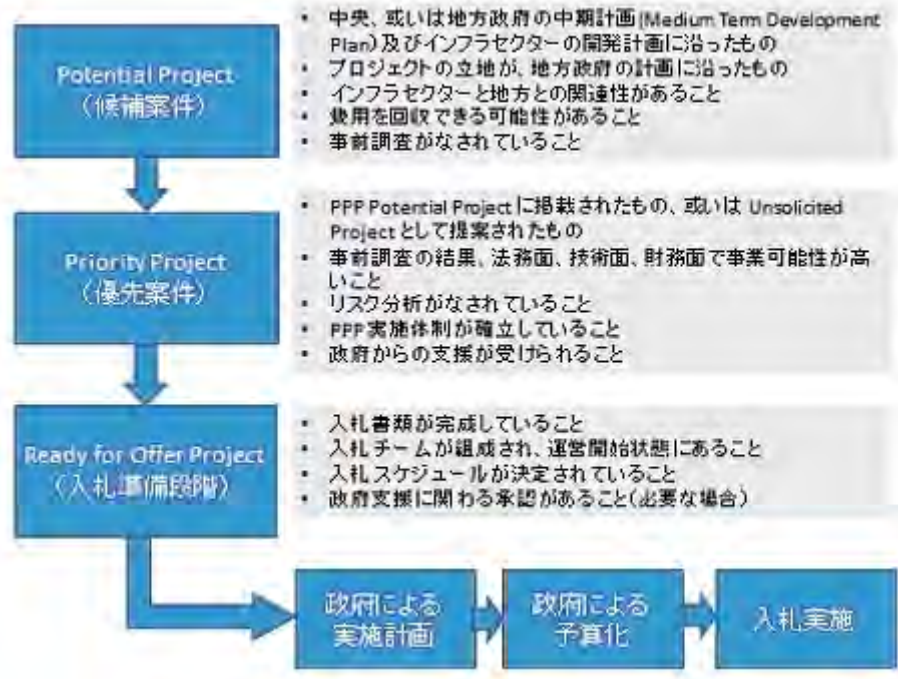 Potential Project
（候補案件）
• 中央、或いは地方政府の中期計画(Medium Term Development
Plan)及びインフラセクターの開発計画に沿ったもの
• プロジェクトの立地が、地方政府の計画に沿ったもの
• インフラセクターと地方との関連性があること
• 費用を回収できる可能性があること
• 事前調査がなされていること
Priority Project
（優先案件）
• PPP Potential Projectに掲載されたもの、或いは Unsolicited
Projectとして提案されたもの
• 事前調査の結果、法務面、技術面、財務面で事業可能性が高
いこと
• リスク分析がなされていること
• PPP実施体制が確立していること
• 政府からの支援が受けられること
Ready for Offer Project
（入札準備段階）
• 入札書類が完成していること
• 入札チームが組成され、運営開始状態にあること
• 入札スケジュールが決定されていること
• 政府支援に関わる承認があること(必要な場合)
政府による
実施計画
政府による
予算化
入札実施